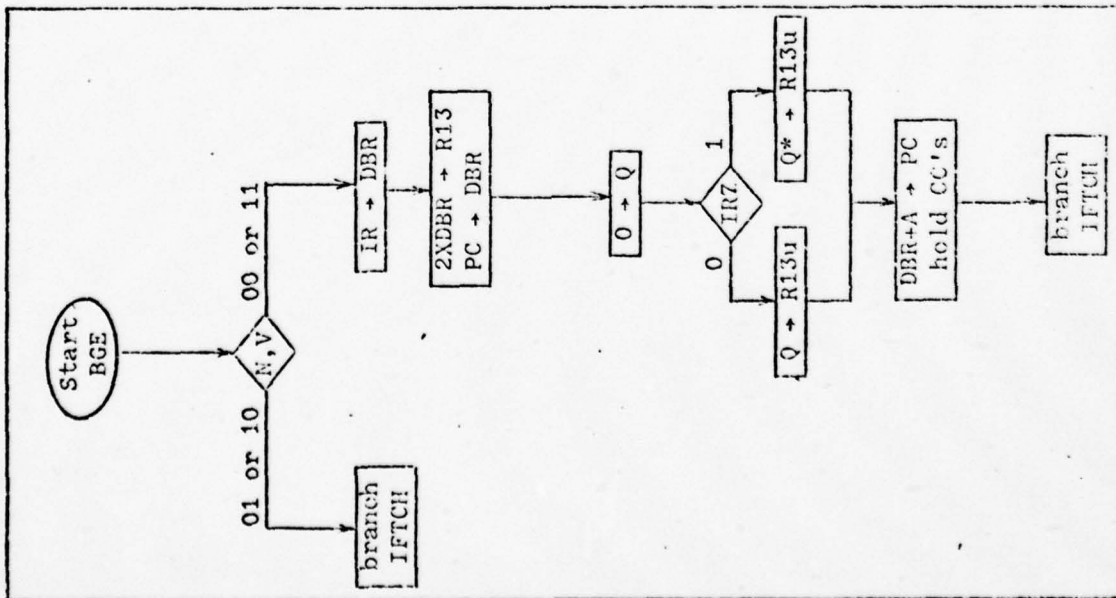 Start
BGE
N,V
01 or 10
00 or 11
branch
IFTCH
IR → DBR
2XDBR → R13
PC → DBR
0 → Q
IR7
0
1
Q → R13u
Q* → R13u
DBR+A → PC
hold CC's
branch
IFTCH